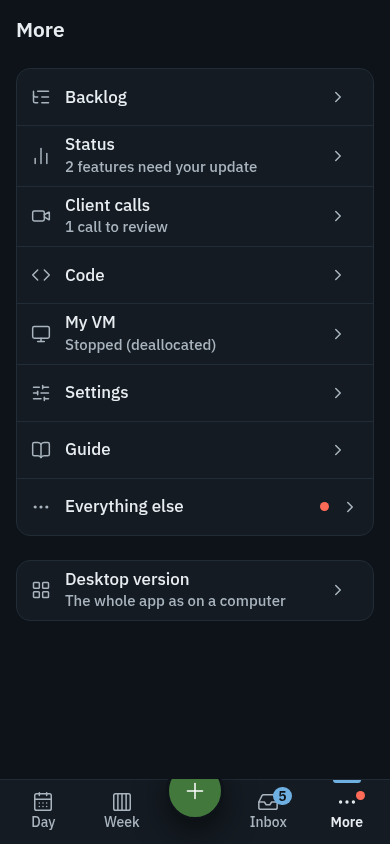 More
Backlog
Status
2 features need your update
Client calls
1 call to review
Code
My VM
Stopped (deallocated)
Settings
Guide
Everything else
Desktop version
The whole app as on a computer
5
Day
Week
Inbox
More